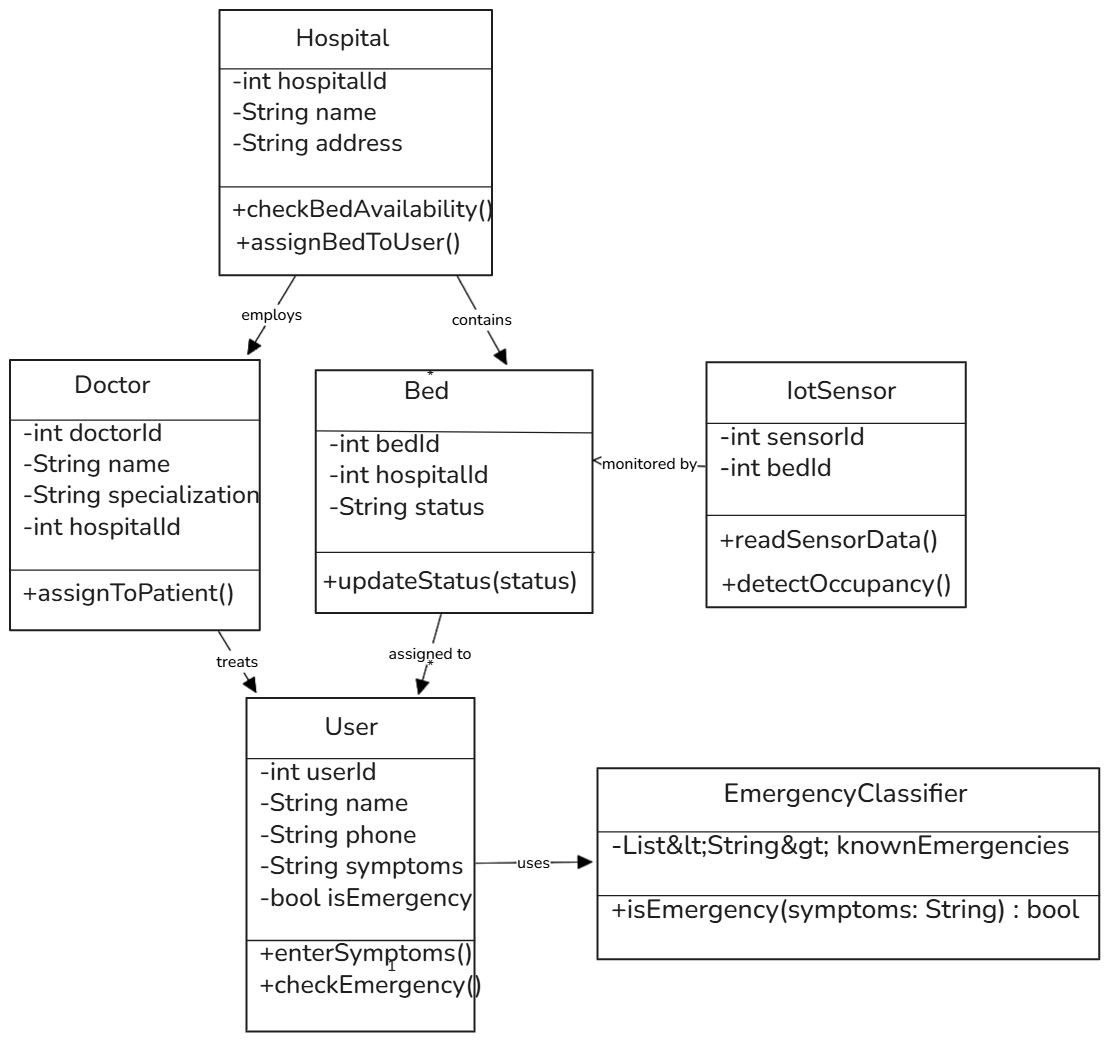 Hospital
-int hospitalId
-String name
-String address
+checkBedAvailability()
+assignBedToUser()
employs
contains
Doctor
-int doctorId
-String name
-String specialization
-int hospitalId
+assignToPatient()
*
Bed
-int bedId
-int hospitalId
-String status
+updateStatus(status)
monitored by
IotSensor
-int sensorId
-int bedId
+readSensorData()
+detectOccupancy()
treats
assigned to
*
User
-int userId
-String name
-String phone
-String symptoms
-bool isEmergency
+enterSymptoms()
1
+checkEmergency()
uses
EmergencyClassifier
-List&lt;String&gt; knownEmergencies
+isEmergency(symptoms: String) : bool